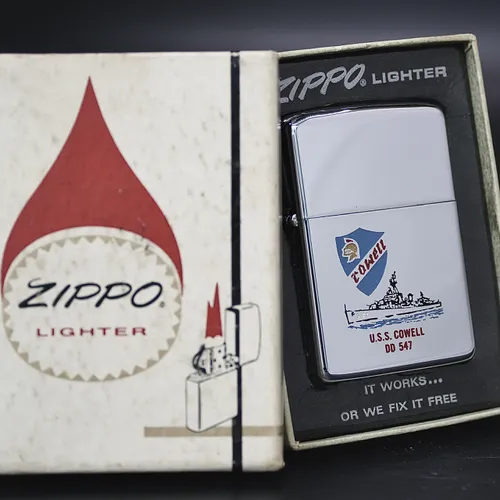 ZIPPO®
LIGHTER
ZIPPO® LIGHTER
COWELL
U.S.S. COWELL
DD 547
IT WORKS...
OR WE FIX IT FREE